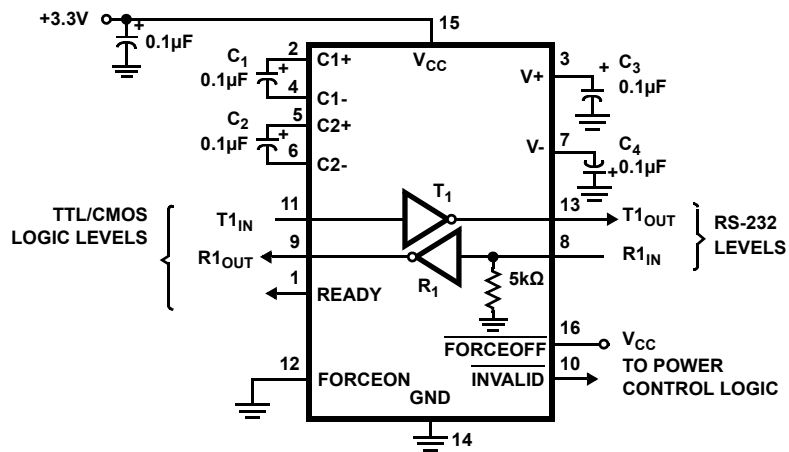 +3.3V
+
0.1µF
15
VCC
2
C1+
C1
0.1µF
+
4
C1-
5
C2+
C2
0.1µF
+
6
C2-
3
V+
+
C3
0.1µF
7
V-
C4
0.1µF
+
TTL/CMOS
LOGIC LEVELS
T1IN
11
T1
13
T1OUT
RS-232
LEVELS
R1OUT
9
R1
8
R1IN
5kΩ
1
READY
16
FORCEOFF
VCC
12
FORCEON
10
INVALID
TO POWER
CONTROL LOGIC
GND
14